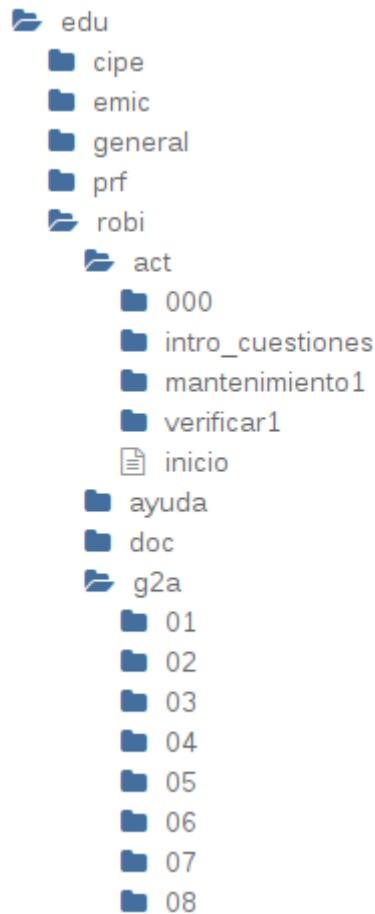 edu
cipe
emic
general
prf
robi
act
000
intro_cuestiones
mantenimiento1
verificar1
inicio
ayuda
doc
g2a
01
02
03
04
05
06
07
08